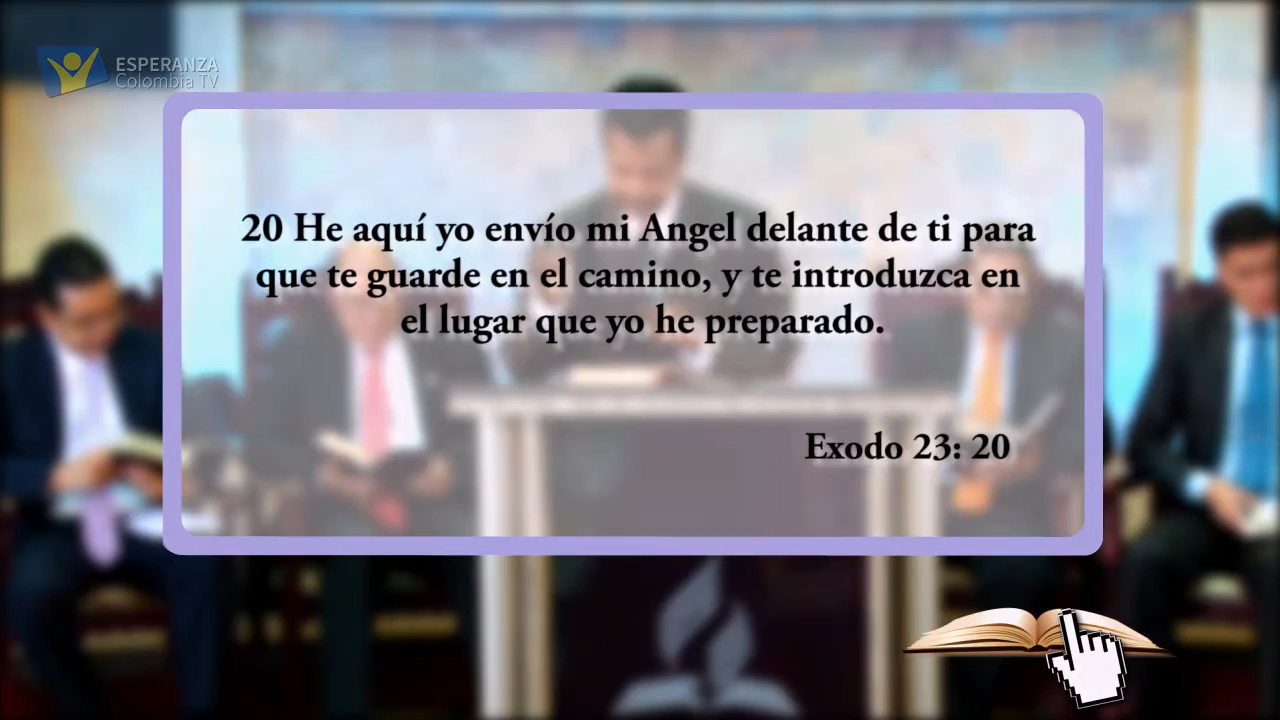 ESPERANZA
Colombia TV
20 He aquí yo envío mi Angel delante de ti para
que te guarde en el camino, y te introduzca en
el lugar que yo he preparado.
Exodo 23: 20